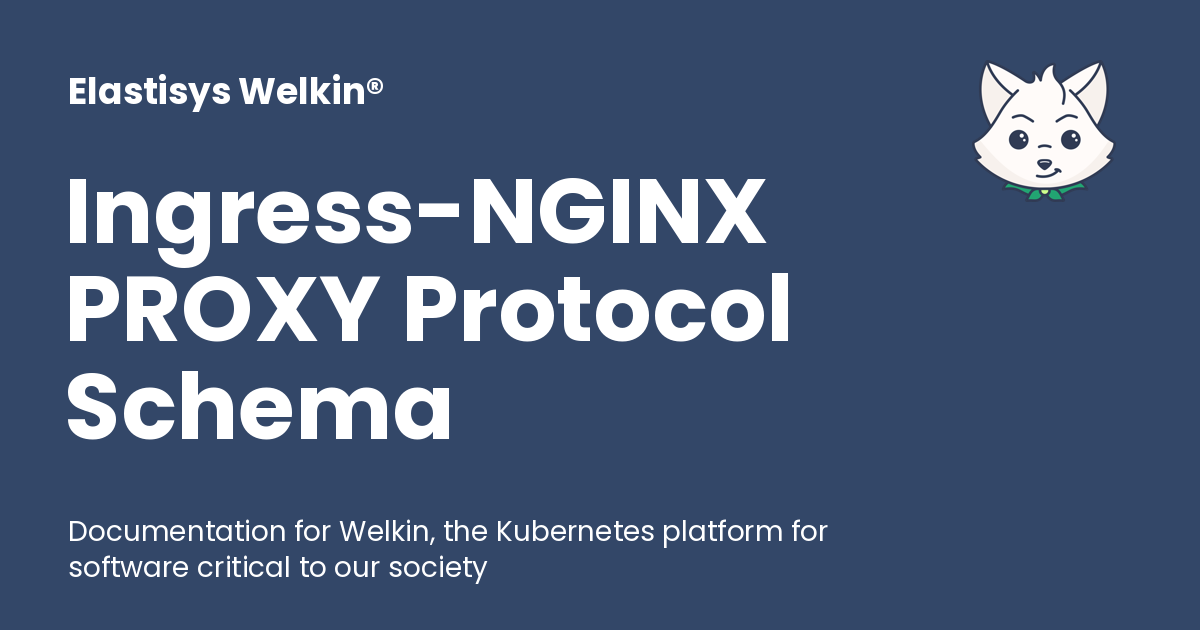 Elastisys Welkin®
Ingress-NGINX
PROXY Protocol
Schema
Documentation for Welkin, the Kubernetes platform for
software critical to our society